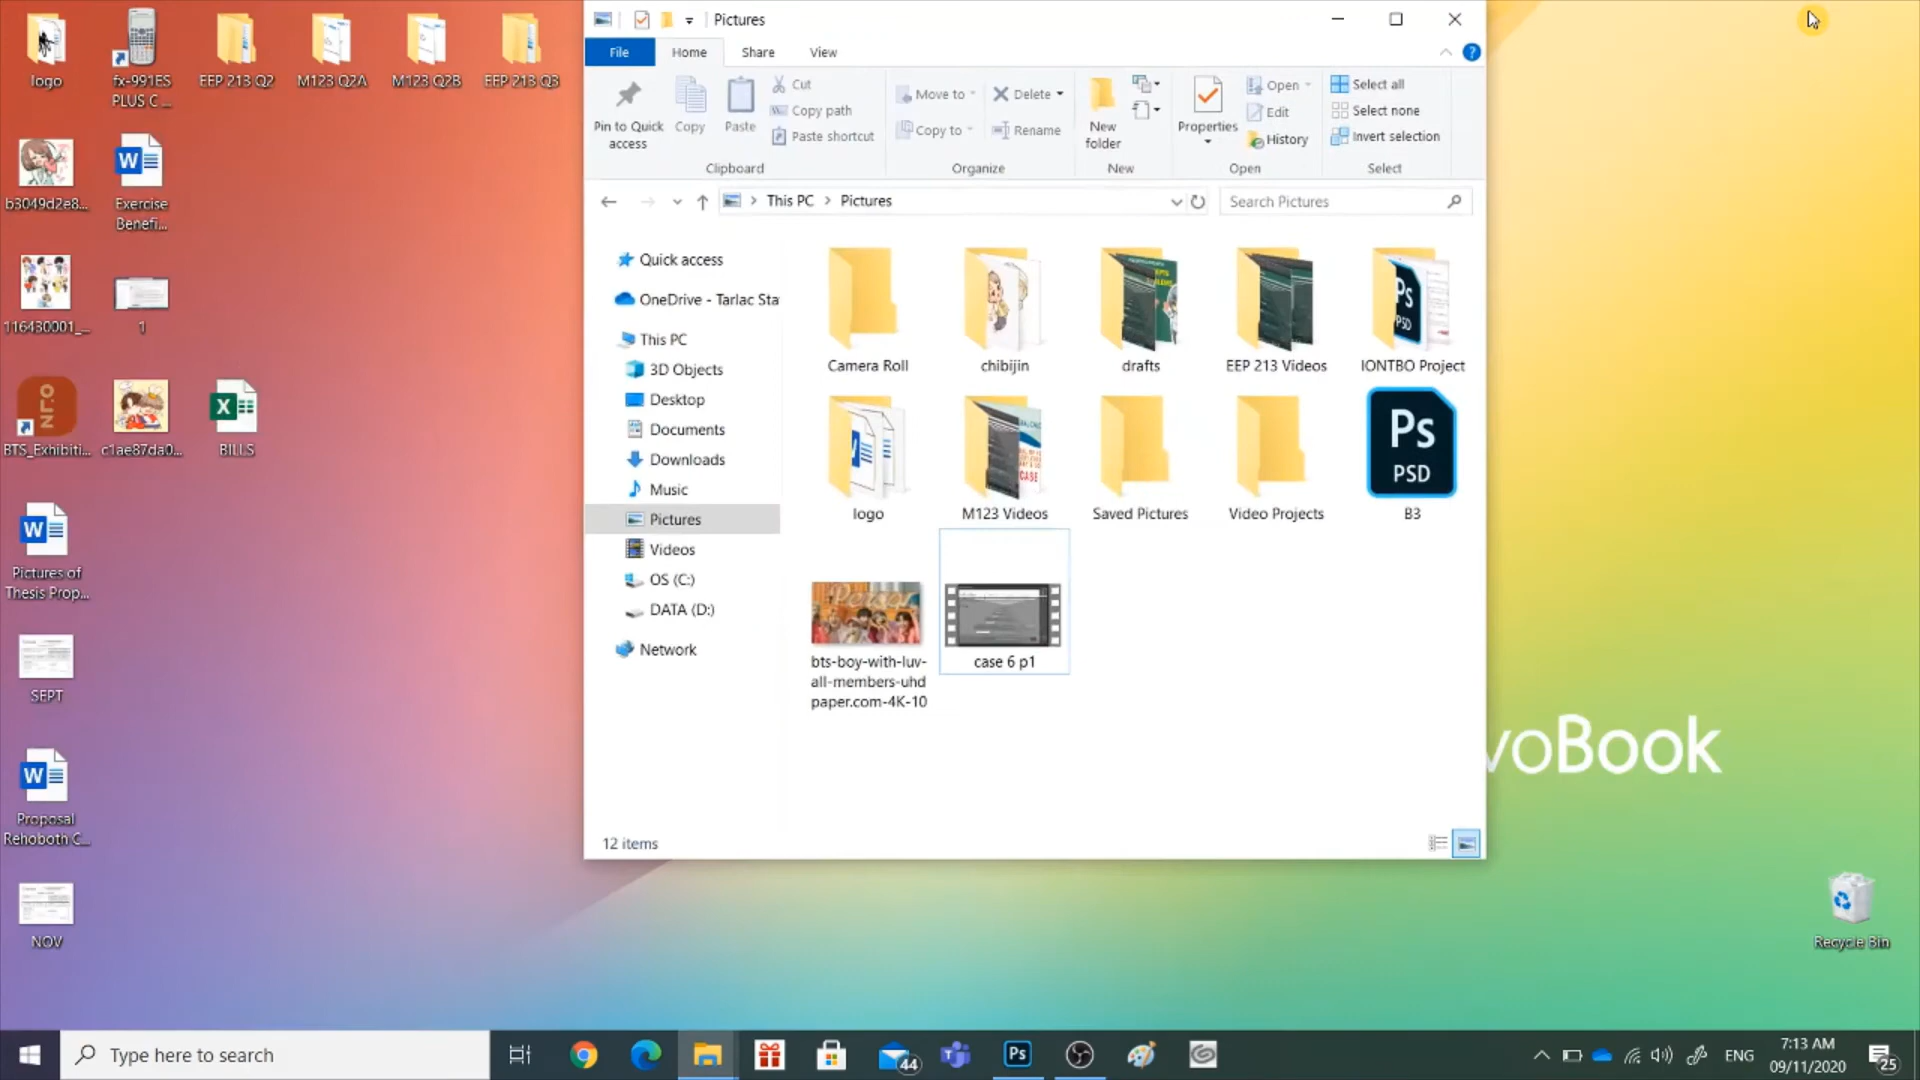 Pictures
File Home Share View
Pin to Quick access
Copy
Paste
Cut
Copy path
Paste shortcut
Clipboard
Move to
Copy to
Delete
Rename
Organize
New folder
New
Properties
Open
Edit
History
Open
Select all
Select none
Invert selection
Select
This PC > Pictures
Search Pictures
Quick access
OneDrive - Tarlac Sta
This PC
3D Objects
Desktop
Documents
Downloads
Music
Pictures
Videos
OS (C:)
DATA (D:)
Network
Camera Roll
chibijin
drafts
EEP 213 Videos
Ps
PSD
IONTBO Project
logo
CASE
M123 Videos
Saved Pictures
Video Projects
Ps
PSD
B3
bts-boy-with-luv-
all-members-uhd
paper.com-4K-10
case 6 p1
12 items
logo
fx-991ES
PLUS C ...
EEP 213 Q2
M123 Q2A
M123 Q2B
EEP 213 Q3
b3049d2e8...
W
Exercise
Benefi...
116430001_...
1
BTS_Exhibiti...
c1ae87da0...
X
BILLS
W
Pictures of
Thesis Prop...
SEPT
W
Proposal
Rehoboth C...
NOV
voBook
Recycle Bin
Type here to search
44
Ps
ENG
7:13 AM
09/11/2020
25